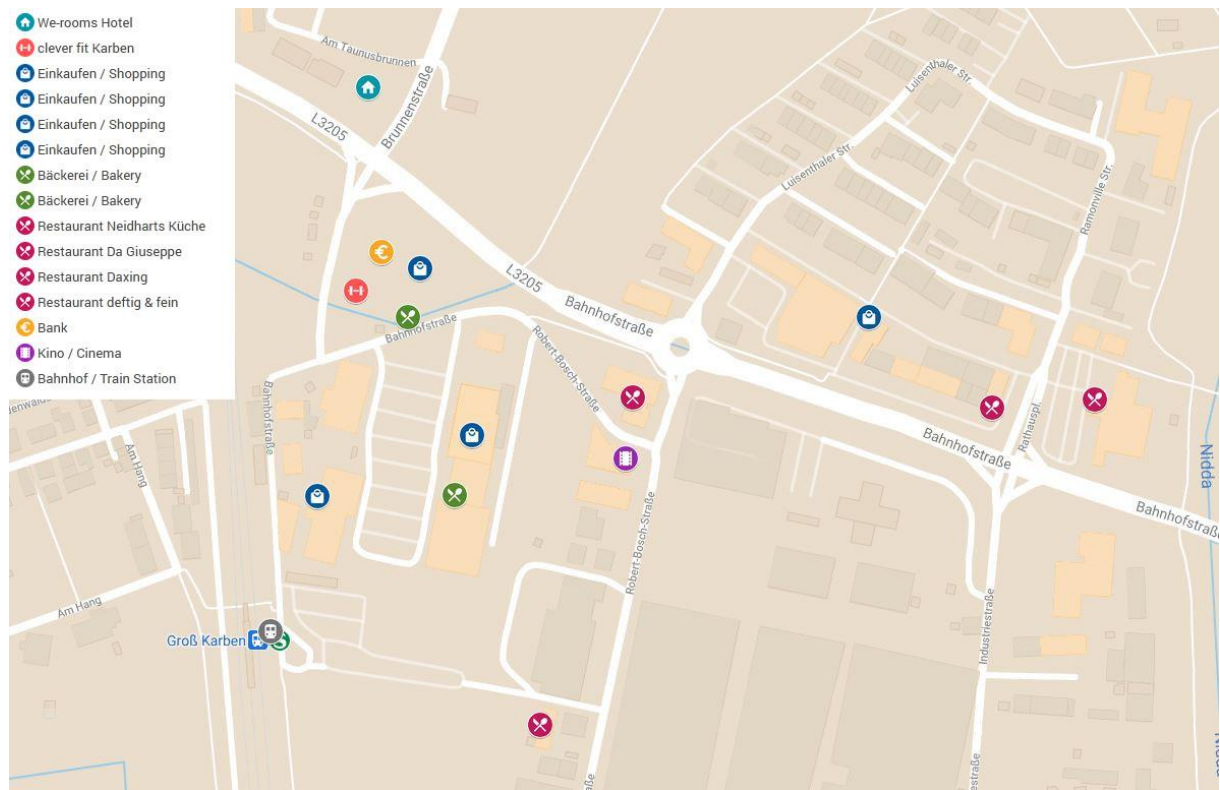 We-rooms Hotel
clever fit Karben
Einkaufen / Shopping
Einkaufen / Shopping
Einkaufen / Shopping
Einkaufen / Shopping
Bäckerei / Bakery
Bäckerei / Bakery
Restaurant Neidharts Küche
Restaurant Da Giuseppe
Restaurant Daxing
Restaurant deftig & fein
Bank
Kino / Cinema
Bahnhof / Train Station
Am Taunusbrunnen
L3205
Brunnenstraße
Luisenthaler Str.
Luisenthaler Str.
Ramonville Str.
L3205
Bahnhofstraße
Bahnhofstraße
Robert-Bosch-Straße
Bahnhofstraße
Rathauspl.
Bahnhofstraße
Nidda
Am Hang
Bahnhofstraße
Robert-Bosch-Straße
Industriestraße
Am Hang
Groß Karben